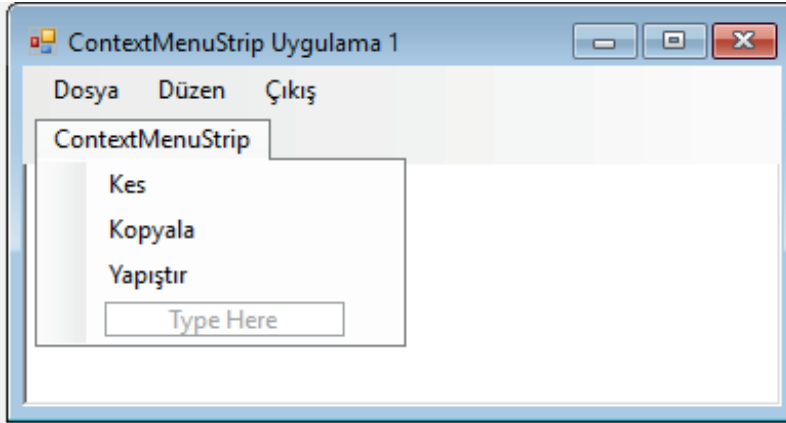 ContextMenuStrip Uygulama 1
Dosya Düzen Çıkış
ContextMenuStrip
Kes
Kopyala
Yapıştır
Type Here